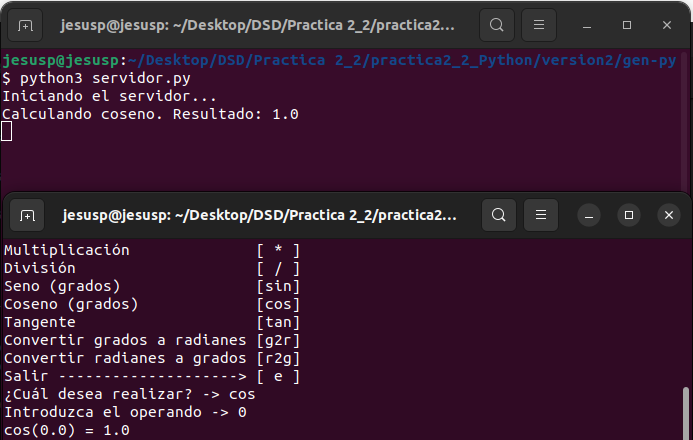 jesusp@jesusp: ~/Desktop/DSD/Practica 2_2/practica2...
jesusp@jesusp:~/Desktop/DSD/Practica 2_2/practica2_2_Python/version2/gen-py
$ python3 servidor.py
Iniciando el servidor...
Calculando coseno. Resultado: 1.0
jesusp@jesusp: ~/Desktop/DSD/Practica 2_2/practica2...
Multiplicación [ * ]
División [ / ]
Seno (grados) [sin]
Coseno (grados) [cos]
Tangente [tan]
Convertir grados a radianes [g2r]
Convertir radianes a grados [r2g]
Salir --------------------> [ e ]
¿Cuál desea realizar? -> cos
Introduzca el operando -> 0
cos(0.0) = 1.0